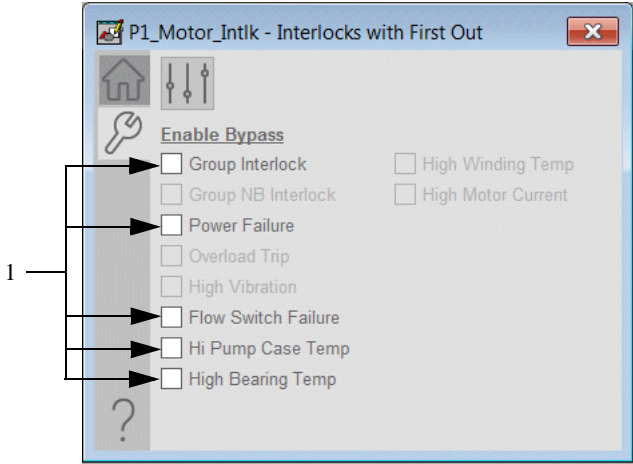 P1_Motor_Intlk - Interlocks with First Out
Enable Bypass
Group Interlock
High Winding Temp
Group NB Interlock
High Motor Current
Power Failure
Overload Trip
High Vibration
1
Flow Switch Failure
Hi Pump Case Temp
High Bearing Temp
?